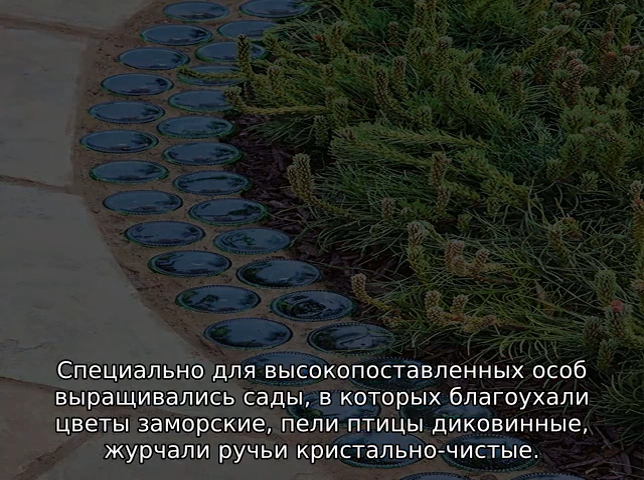 Специально для высокопоставленных особ
выращивались сады, в которых благоухали
цветы заморские, пели птицы диковинные,
журчали ручьи кристально-чистые.